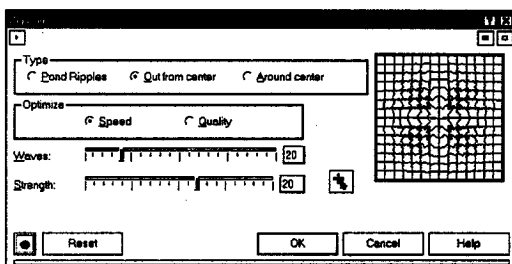 Type
Pond Ripples Out from center Around center
Optimize
Speed Quality
Waves: 20
Strength: 20
Reset OK Cancel Help